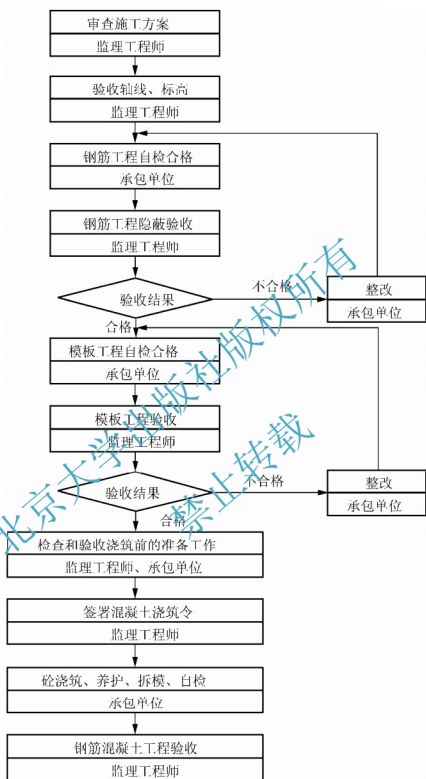 审查施工方案
监理工程师
验收轴线、标高
监理工程师
钢筋工程自检合格
承包单位
钢筋工程隐蔽验收
监理工程师
验收结果
不合格
整改
承包单位
合格
模板工程自检合格
承包单位
模板工程验收
监理工程师
验收结果
不合格
整改
承包单位
合格
检查和验收浇筑前的准备工作
监理工程师、承包单位
签署混凝土浇筑令
监理工程师
砼浇筑、养护、拆模、自检
承包单位
钢筋混凝土工程验收
监理工程师
北京大学出版社版权所有
禁止转载